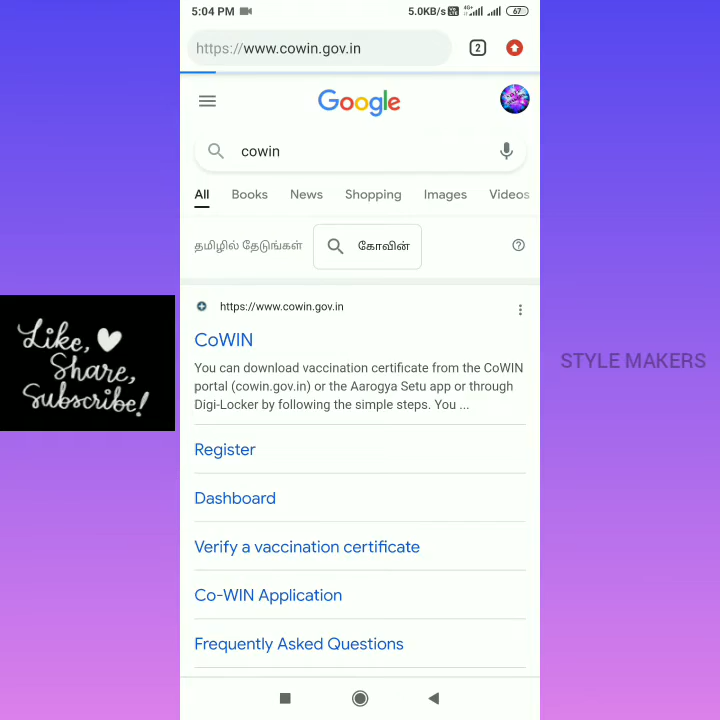 5:04 PM
5.0KB/s
4G+
67
https://www.cowin.gov.in
2
Google
cowin
All Books News Shopping Images Videos
தமிழில் தேடுங்கள் கோவின்
https://www.cowin.gov.in
CoWIN
You can download vaccination certificate from the CoWIN
portal (cowin.gov.in) or the Aarogya Setu app or through
Digi-Locker by following the simple steps. You ...
Register
Dashboard
Verify a vaccination certificate
Co-WIN Application
Frequently Asked Questions
Like,
Share,
Subscribe!
STYLE MAKERS